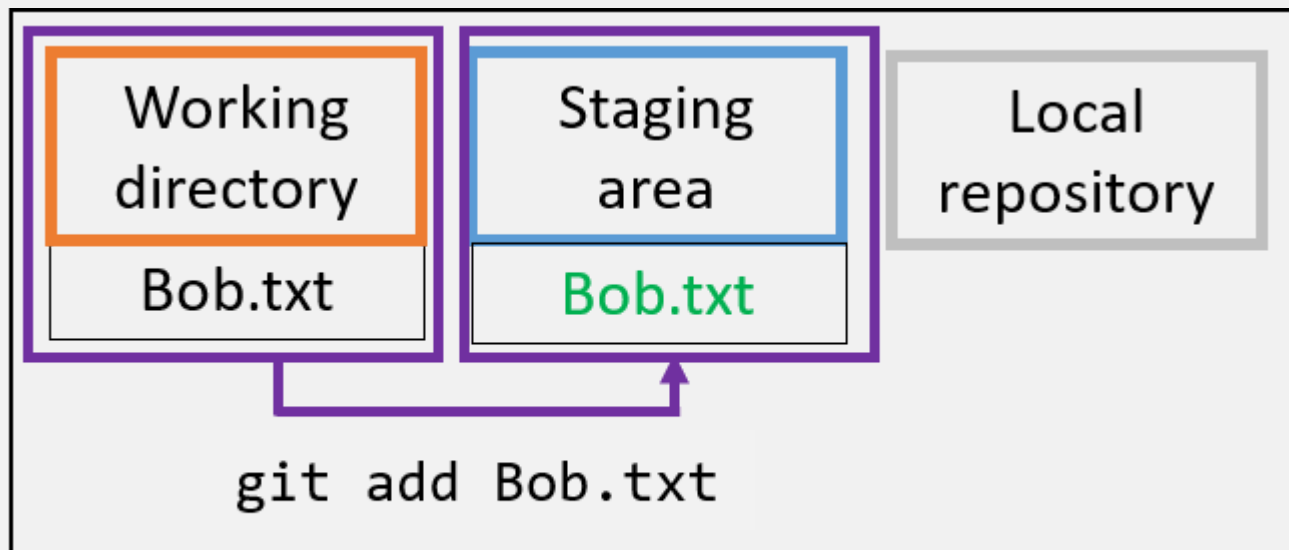 Working
directory
Staging
area
Local
repository
Bob.txt
Bob.txt
git add Bob.txt